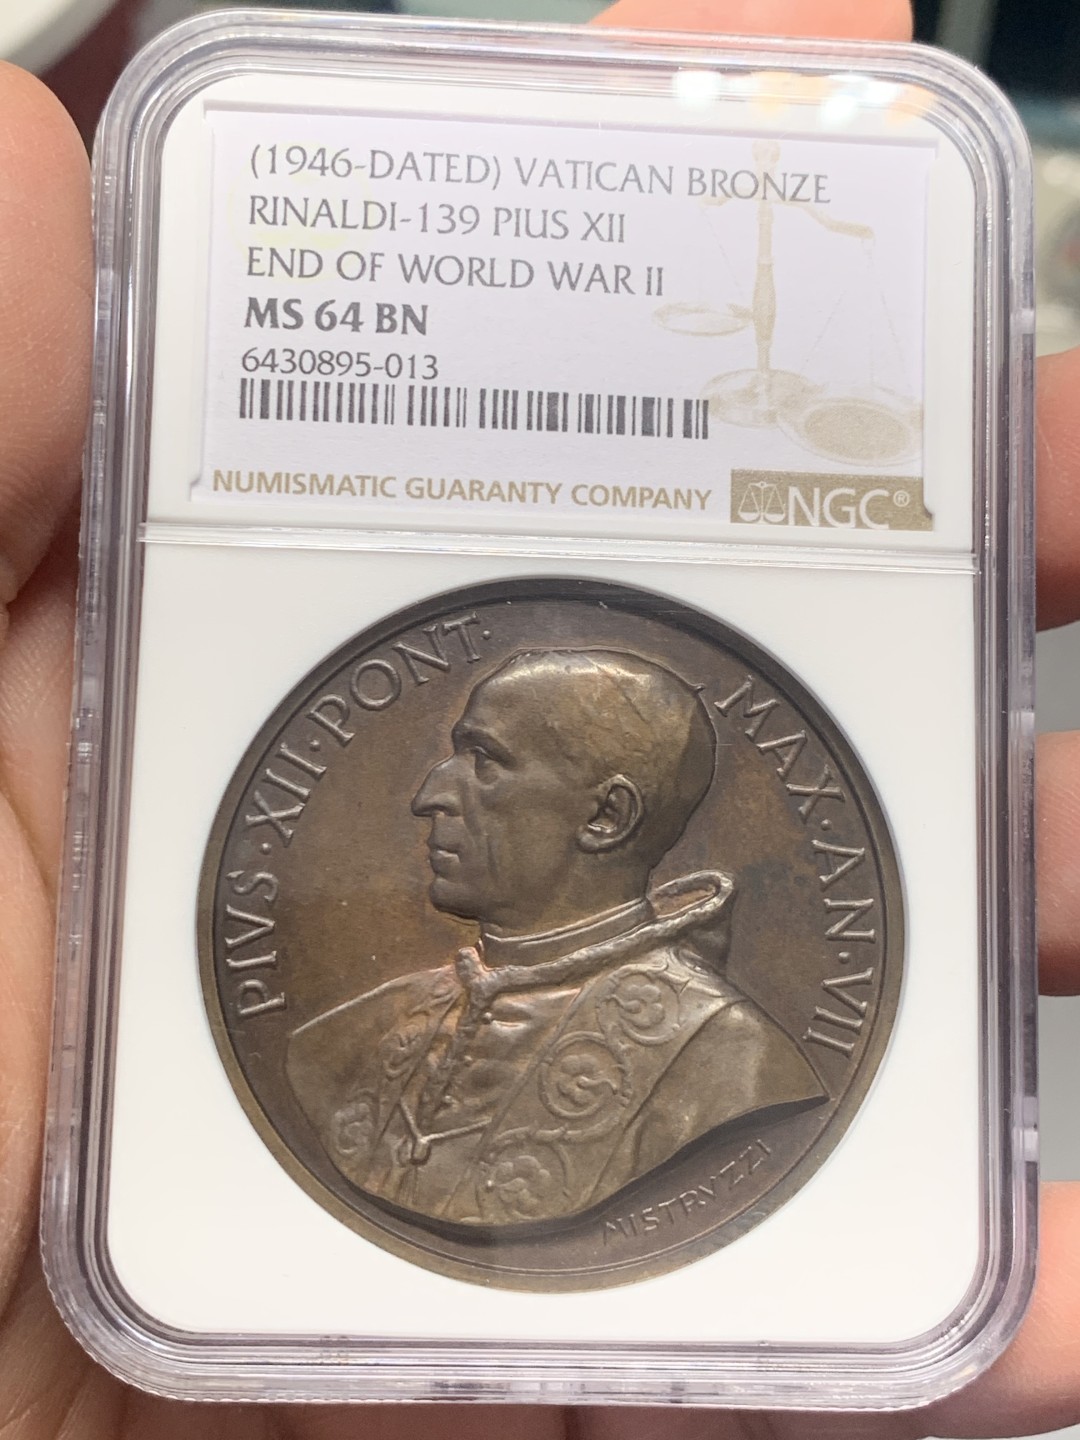 (1946-DATED) VATICAN BRONZE
RINALDI-139 PIUS XII
END OF WORLD WAR II
MS 64 BN
6430895-013
NUMISMATIC GUARANTY COMPANY
NGC®
PIVS·XII·PONT· MAX·AN·VIII
MISTRVZZI